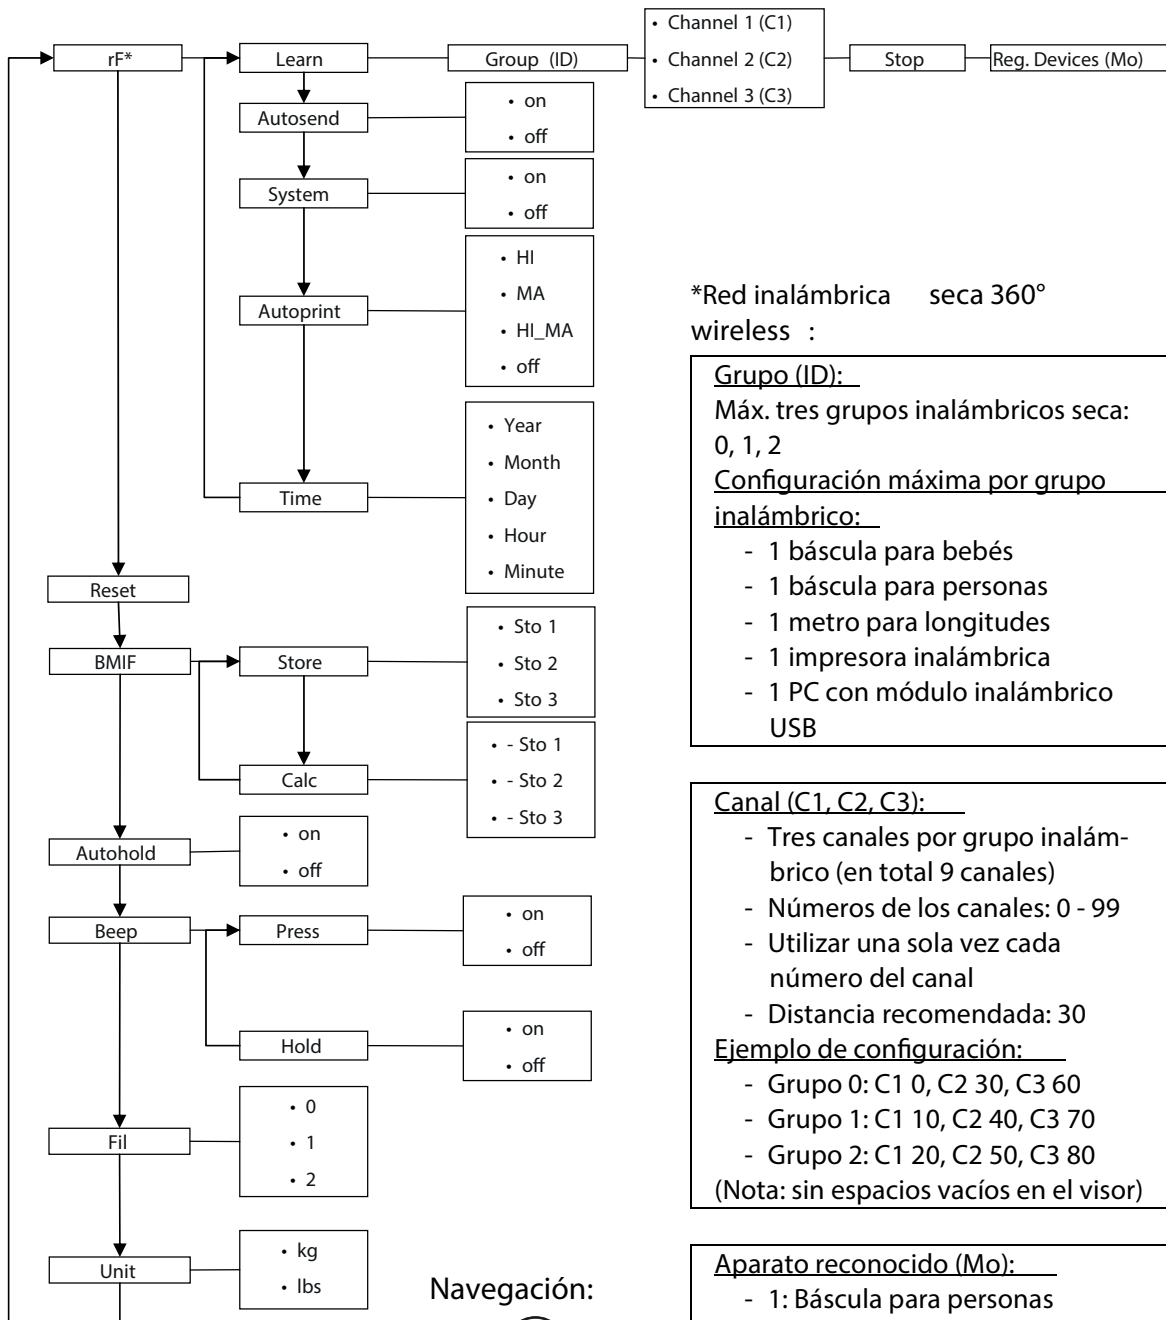 rF*
Learn
Group (ID)
• Channel 1 (C1)
• Channel 2 (C2)
• Channel 3 (C3)
Stop
Reg. Devices (Mo)
Autosend
• on
• off
System
• on
• off
Autoprint
• HI
• MA
• HI_MA
• off
Time
• Year
• Month
• Day
• Hour
• Minute
Reset
BMIF
Store
• Sto 1
• Sto 2
• Sto 3
Calc
• - Sto 1
• - Sto 2
• - Sto 3
Autohold
• on
• off
Beep
Press
• on
• off
Hold
• on
• off
Fil
• 0
• 1
• 2
Unit
• kg
• lbs
Navegación:
*Red inalámbrica seca 360°
wireless :
Grupo (ID):
Máx. tres grupos inalámbricos seca:
0, 1, 2
Configuración máxima por grupo
inalámbrico:
- 1 báscula para bebés
- 1 báscula para personas
- 1 metro para longitudes
- 1 impresora inalámbrica
- 1 PC con módulo inalámbrico
USB
Canal (C1, C2, C3):
- Tres canales por grupo inalám-
brico (en total 9 canales)
- Números de los canales: 0 - 99
- Utilizar una sola vez cada
número del canal
- Distancia recomendada: 30
Ejemplo de configuración:
- Grupo 0: C1 0, C2 30, C3 60
- Grupo 1: C1 10, C2 40, C3 70
- Grupo 2: C1 20, C2 50, C3 80
(Nota: sin espacios vacíos en el visor)
Aparato reconocido (Mo):
- 1: Báscula para personas